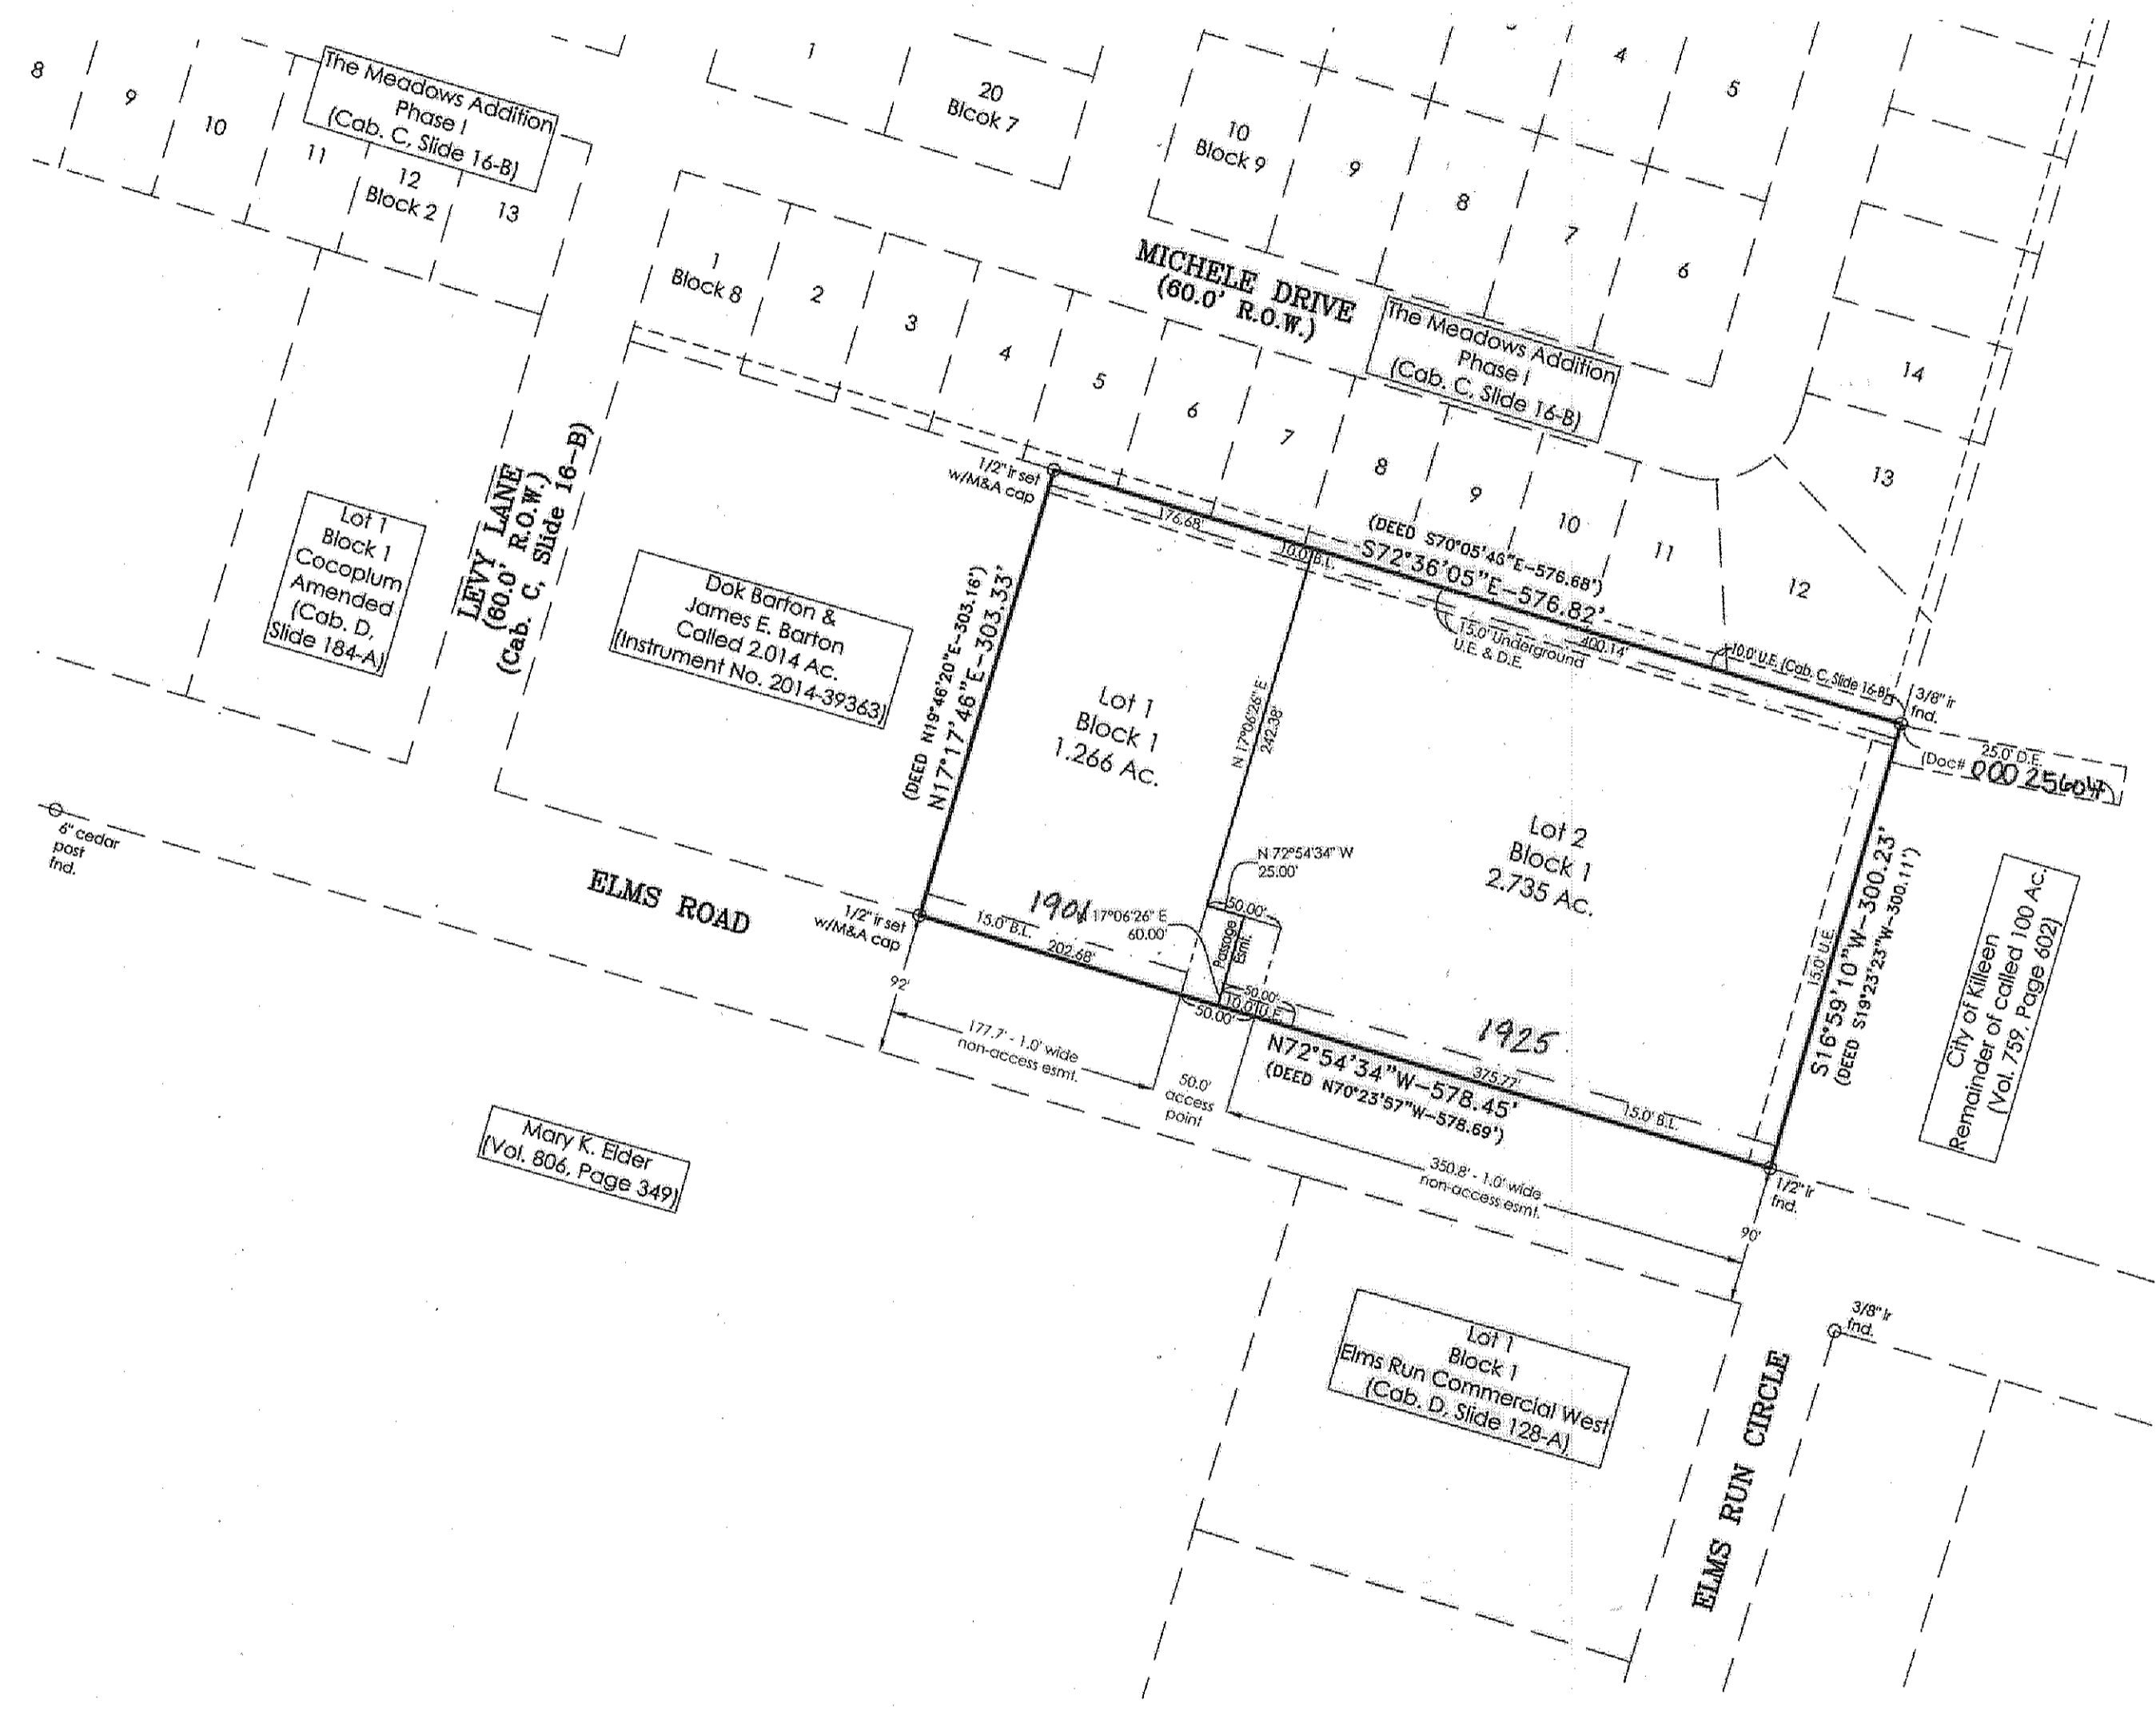 8
9
10
11
12
Block 2
13
The Meadows Addition
Phase I
(Cab. C, Slide 16-B)
1
20
Blcok 7
10
Block 9
9
8
7
6
4
5
14
13
1
Block 8
2
3
4
5
6
7
8
9
10
11
12
MICHELE DRIVE
(60.0' R.O.W.)
The Meadows Addition
Phase I
(Cab. C, Slide 16-B)
Lot 1
Block 1
Cocoplum
Amended
(Cab. D,
Slide 184-A)
LEVY LANE
(60.0' R.O.W.)
(Cab. C, Slide 16-B)
Dok Barton &
James E. Barton
Called 2.014 Ac.
(Instrument No. 2014-39363)
1/2" ir set
w/M&A cap
176.68'
10.0' B.L.
(DEED S70°05'46"E-576.68')
S72°36'05"E-576.82'
400.14'
15.0' Underground
U.E. & D.E.
10.0' U.E. (Cab. C, Slide 16-B)
3/8" ir
fnd.
25.0' D.E.
(Doc#
(DEED N19°46'20"E-303.16')
N17°17'46"E-303.33'
Lot 1
Block 1
1.266 Ac.
N 17°06'26" E
242.38'
Lot 2
Block 1
2.735 Ac.
N 72°54'34" W
25.00'
50.00'
1901
17°06'26" E
60.00'
Passage
Esmt.
50.00'
10.0' U.E.
50.00'
15.0' B.L.
202.68'
1/2" ir set
w/M&A cap
6" cedar
post
fnd.
ELMS ROAD
92'
177.7' - 1.0' wide
non-access esmt.
50.0'
access
point
1925
375.77'
N72°54'34"W-578.45'
(DEED N70°23'57"W-578.69')
15.0' B.L.
15.0' U.E.
S16°59'10"W-300.23'
(DEED S19°23'23"W-300.11')
City of Killeen
Remainder of called 100 Ac.
(Vol. 759, Page 602)
1/2" ir
fnd.
350.8' - 1.0' wide
non-access esmt.
90'
Mary K. Elder
(Vol. 806, Page 349)
Lot 1
Block 1
Elms Run Commercial West
(Cab. D, Slide 128-A)
3/8" ir
fnd.
ELMS RUN CIRCLE